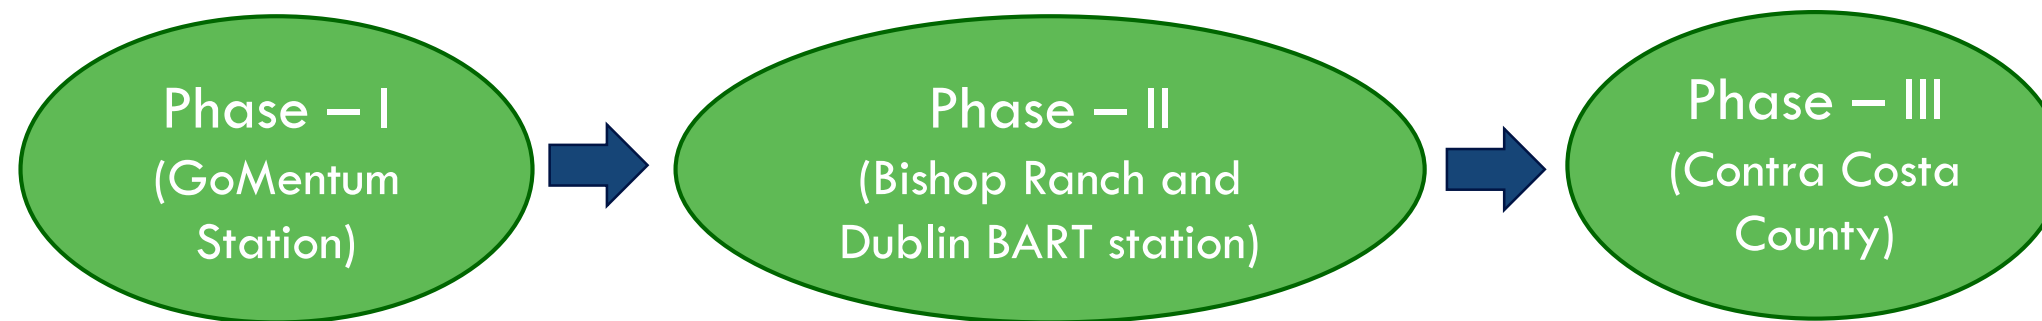 Phase – I
(GoMentum
Station)
Phase – II
(Bishop Ranch and
Dublin BART station)
Phase – III
(Contra Costa
County)